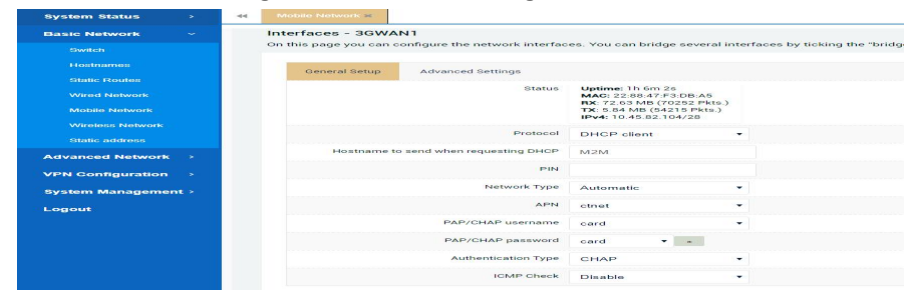 System Status >
« Mobile Network ×
Basic Network
Interfaces - 3GWAN1
On this page you can configure the network interfaces. You can bridge several interfaces by ticking the "bridg
Switch
Hostnames
Static Routes
Wired Network
Mobile Network
Wireless Network
Static address
Advanced Network >
VPN Configuration >
System Management >
Logout
General Setup Advanced Settings
Status Uptime: 1h 6m 2s
MAC: 22:88:47:F3:DB:A5
RX: 72.63 MB (70252 Pkts.)
TX: 5.84 MB (54215 Pkts.)
IPv4: 10.45.82.104/28
Protocol DHCP client
Hostname to send when requesting DHCP M2M
PIN
Network Type Automatic
APN ctnet
PAP/CHAP username card
PAP/CHAP password card
Authentication Type CHAP
ICMP Check Disable